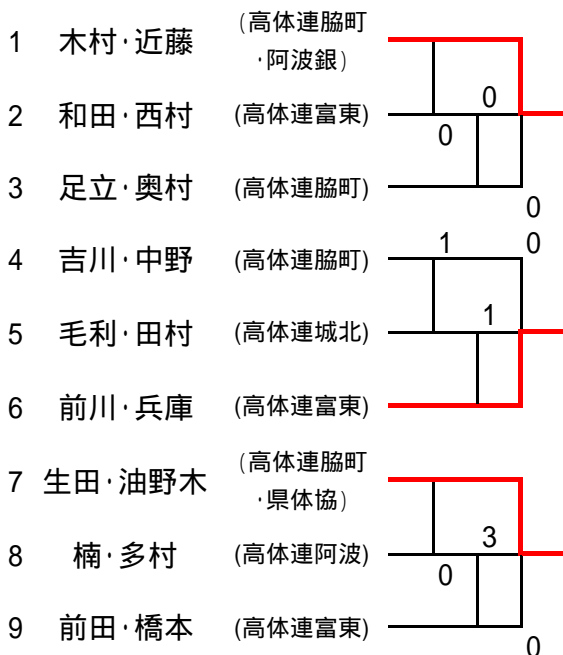 1 木村・近藤 (高体連脇町
・阿波銀)
0
2 和田・西村 (高体連富東)
0
3 足立・奥村 (高体連脇町)
0
4 吉川・中野 (高体連脇町) 1 0
1
5 毛利・田村 (高体連城北)
6 前川・兵庫 (高体連富東)
7 生田・油野木 (高体連脇町
・県体協)
3
8 楠・多村 (高体連阿波)
0
9 前田・橋本 (高体連富東)
0